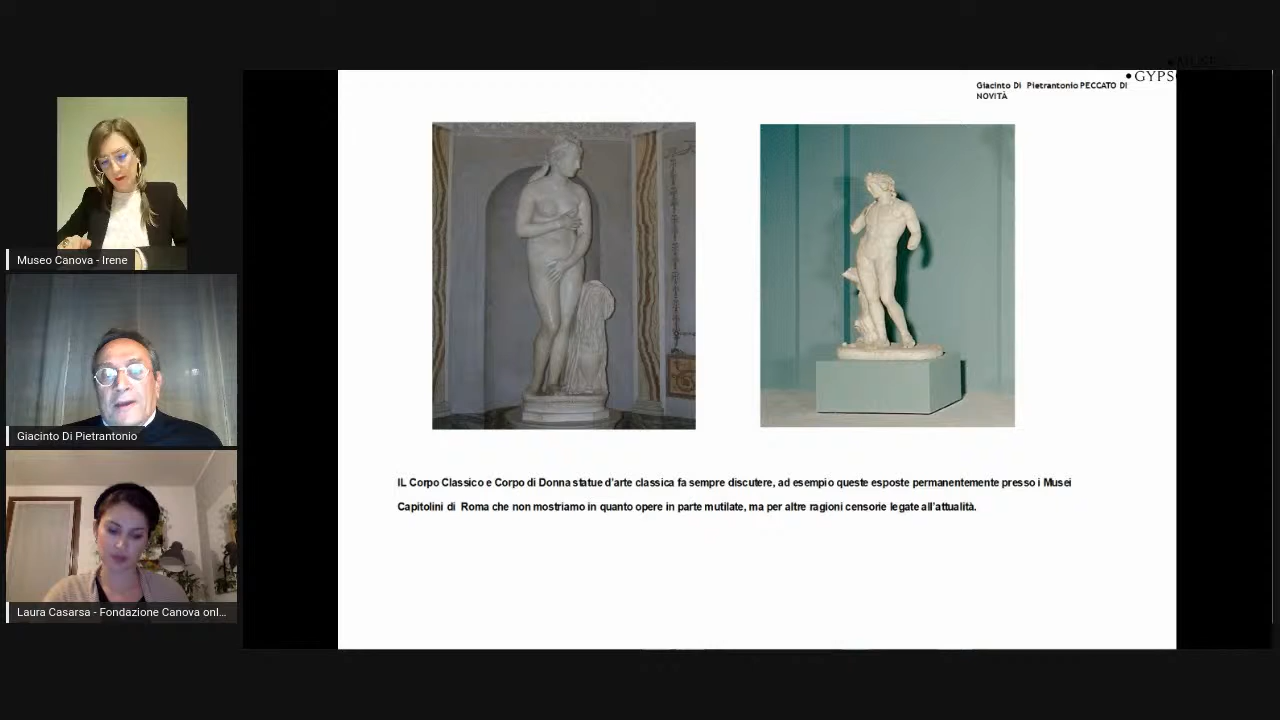 GYPS
Giacinto Di Pietrantonio PECCATO DI
NOVITÀ
Museo Canova - Irene
Giacinto Di Pietrantonio
Laura Casarsa - Fondazione Canova onl...
IL Corpo Classico e Corpo di Donna statue d'arte classica fa sempre discutere, ad esempio queste esposte permanentemente presso i Musei
Capitolini di Roma che non mostriamo in quanto opere in parte mutilate, ma per altre ragioni censorie legate all'attualità.